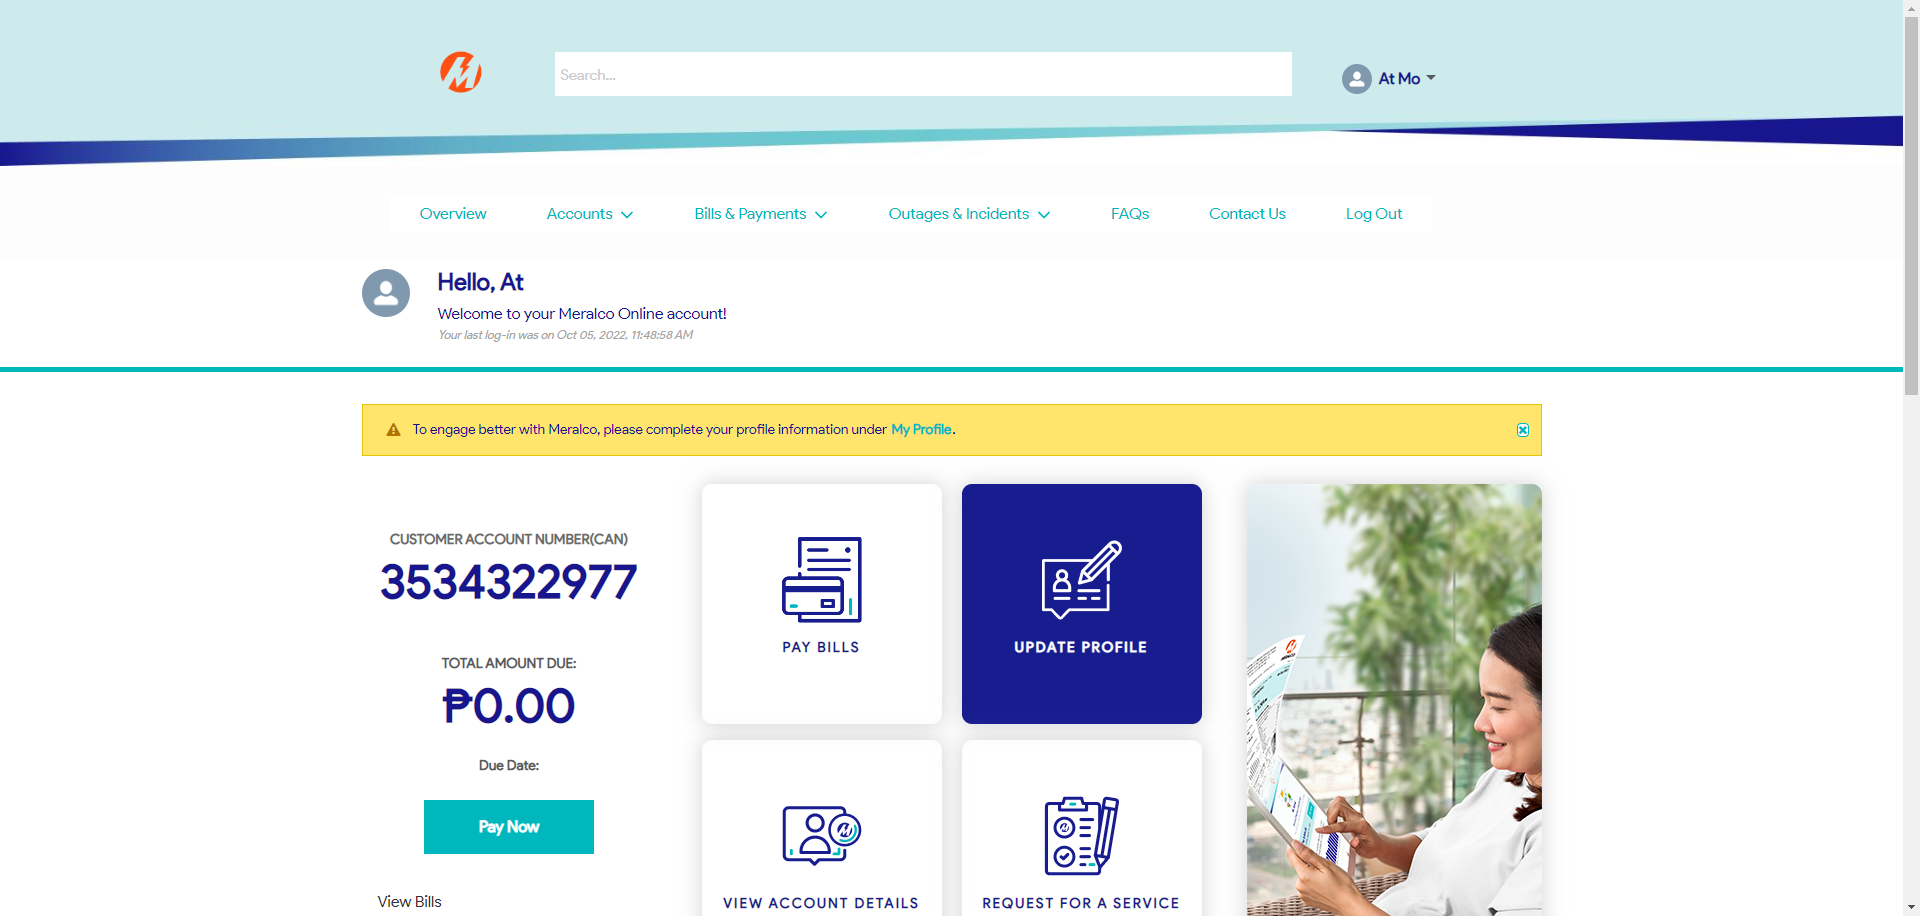 Search...
At Mo
Overview
Accounts
Bills & Payments
Outages & Incidents
FAQs
Contact Us
Log Out
Hello, At
Welcome to your Meralco Online account!
Your last log-in was on Oct 05, 2022, 11:48:58 AM
To engage better with Meralco, please complete your profile information under My Profile.
CUSTOMER ACCOUNT NUMBER(CAN)
3534322977
TOTAL AMOUNT DUE:
₱0.00
Due Date:
Pay Now
View Bills
PAY BILLS
UPDATE PROFILE
VIEW ACCOUNT DETAILS
REQUEST FOR A SERVICE